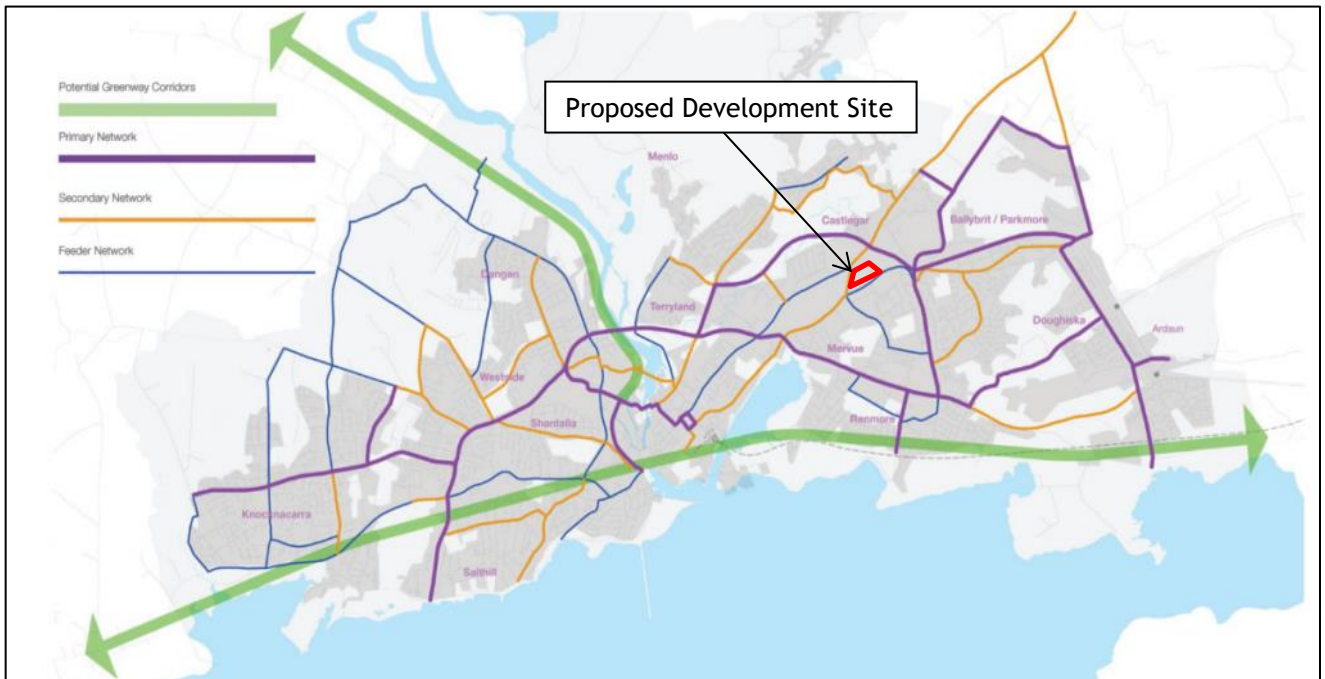 Potential Greenway Corridors
Primary Network
Secondary Network
Feeder Network
Proposed Development Site
Menlo
Castlegar
Ballybrit / Parkmore
Dangan
Terryland
Doughiska
Ardaun
Mervue
Westside
Renmore
Shantalla
Knocknacarra
Salthill